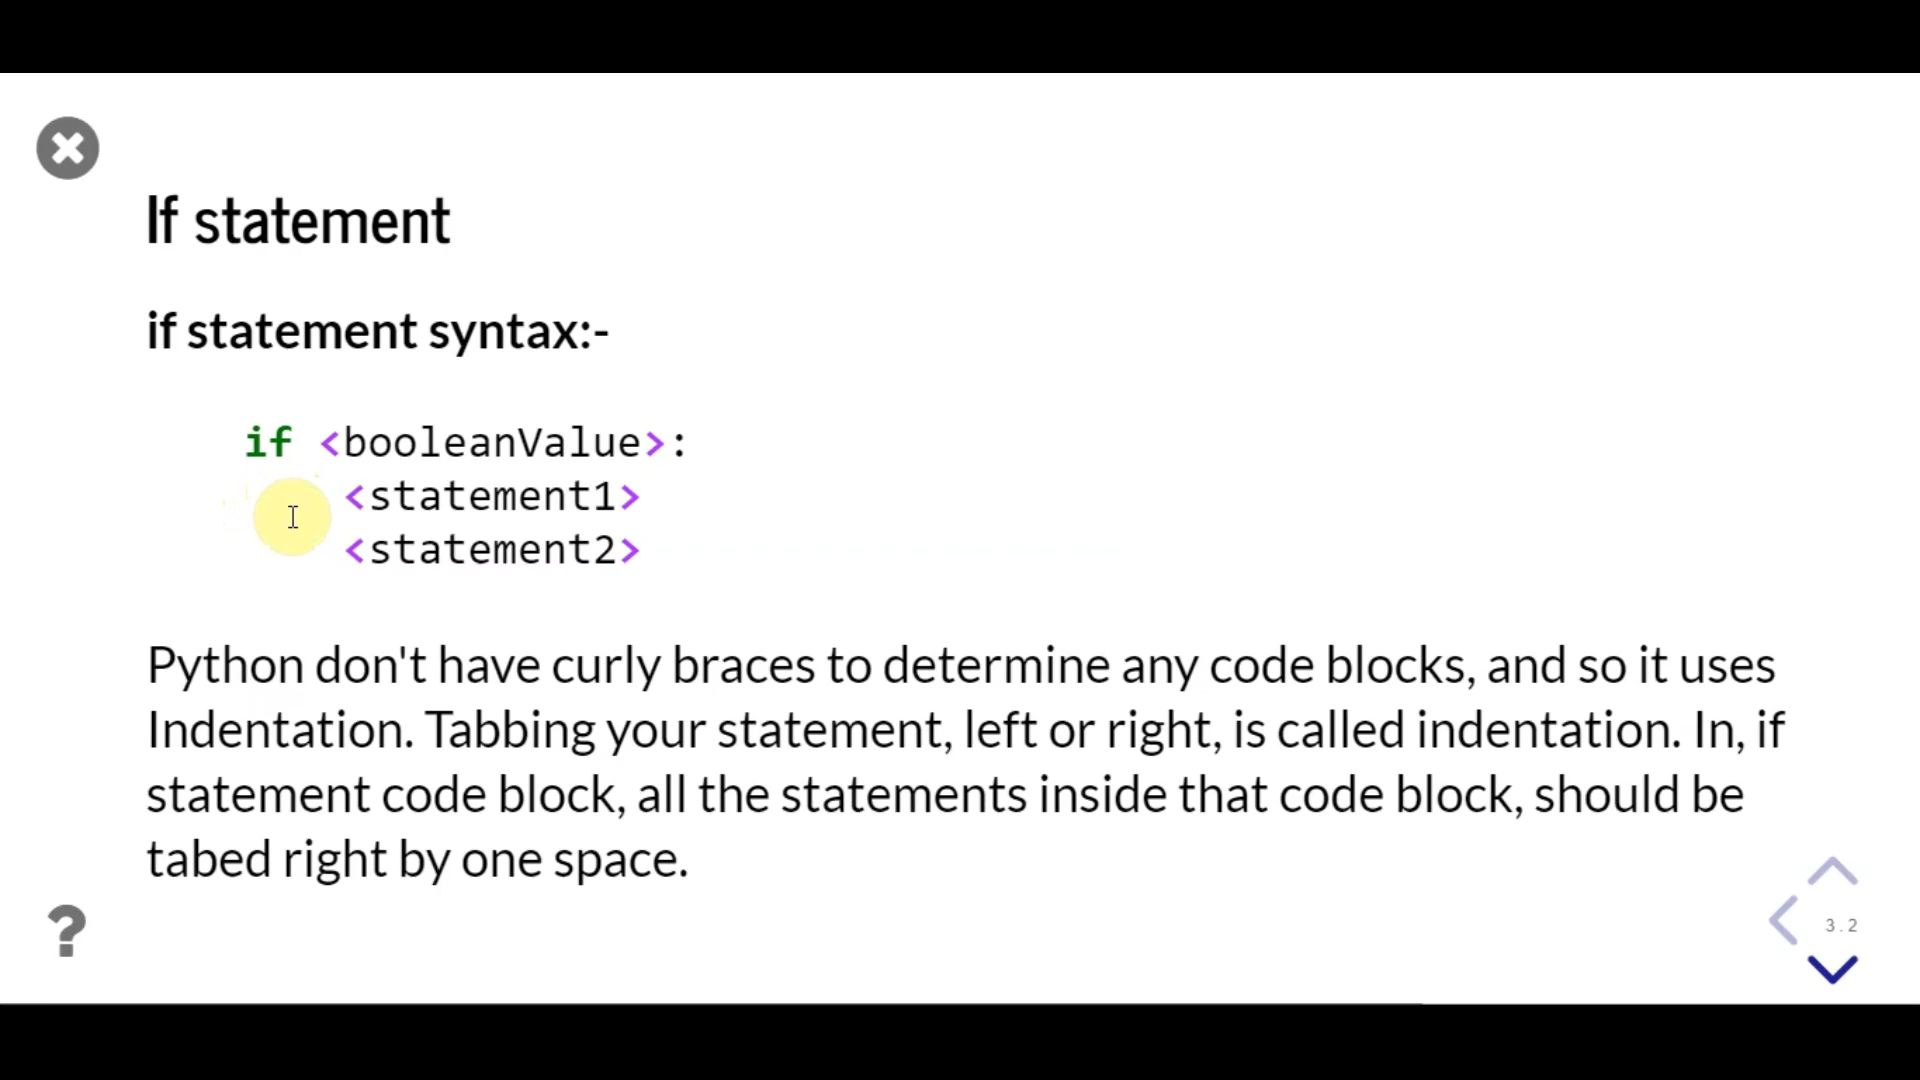 If statement
if statement syntax:-
if <booleanValue>:
<statement1>
<statement2>
Python don't have curly braces to determine any code blocks, and so it uses
Indentation. Tabbing your statement, left or right, is called indentation. In, if
statement code block, all the statements inside that code block, should be
tabed right by one space.
?
3.2